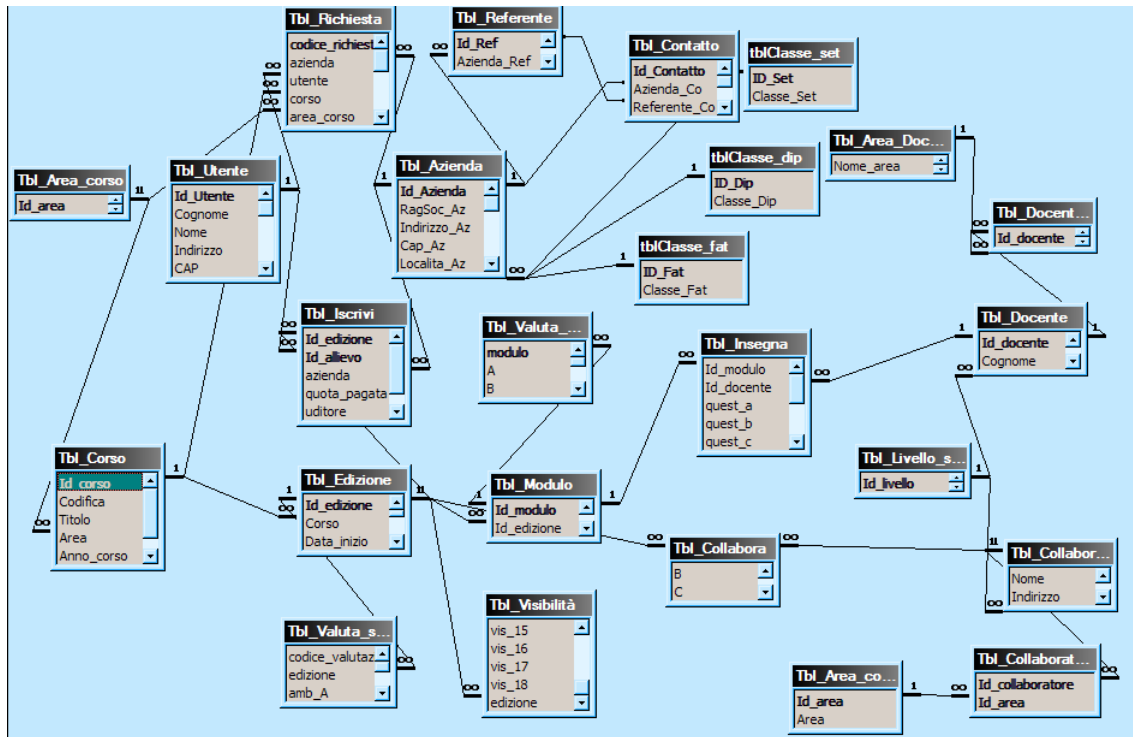 Tbl_Richiesta
codice_richiest
azienda
utente
corso
area_corso
Tbl_Referente
Id_Ref
Azienda_Ref
Tbl_Contatto
Id_Contatto
Azienda_Co
Referente_Co
tblClasse_set
ID_Set
Classe_Set
Tbl_Area_corso
Id_area
Tbl_Utente
Id_Utente
Cognome
Nome
Indirizzo
CAP
Tbl_Azienda
Id_Azienda
RagSoc_Az
Indirizzo_Az
Cap_Az
Localita_Az
tblClasse_dip
ID_Dip
Classe_Dip
Tbl_Area_Doc...
Nome_area
Tbl_Docent...
Id_docente
tblClasse_fat
ID_Fat
Classe_Fat
Tbl_Iscrivi
Id_edizione
Id_allievo
azienda
quota_pagata
uditore
Tbl_Valuta_...
modulo
A
B
Tbl_Insegna
Id_modulo
Id_docente
quest_a
quest_b
quest_c
Tbl_Docente
Id_docente
Cognome
Tbl_Corso
Id_corso
Codifica
Titolo
Area
Anno_corso
Tbl_Edizione
Id_edizione
Corso
Data_inizio
Tbl_Modulo
Id_modulo
Id_edizione
Tbl_Livello_s...
Id_livello
Tbl_Collabora
B
C
Tbl_Collabor...
Nome
Indirizzo
Tbl_Valuta_s...
codice_valutaz
edizione
amb_A
Tbl_Visibilità
vis_15
vis_16
vis_17
vis_18
edizione
Tbl_Area_co...
Id_area
Area
Tbl_Collaborat...
Id_collaboratore
Id_area